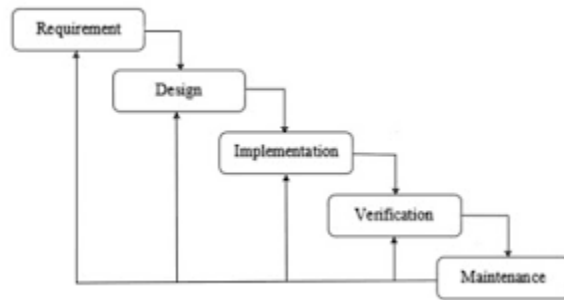 Requirement
Design
Implementation
Verification
Maintenance